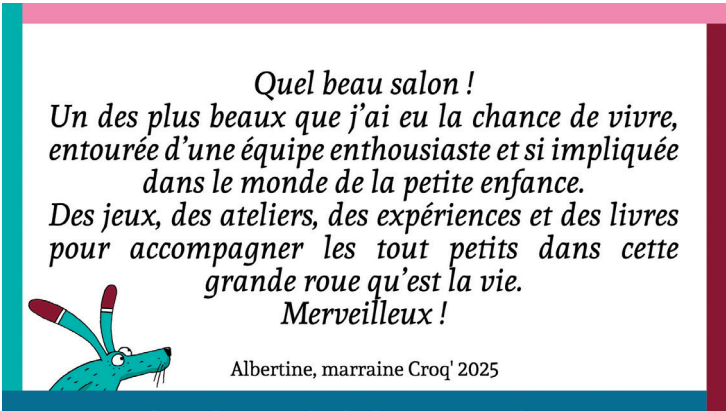 Quel beau salon !
Un des plus beaux que j'ai eu la chance de vivre,
entourée d'une équipe enthousiaste et si impliquée
dans le monde de la petite enfance.
Des jeux, des ateliers, des expériences et des livres
pour accompagner les tout petits dans cette
grande roue qu'est la vie.
Merveilleux !
Albertine, marraine Croq' 2025